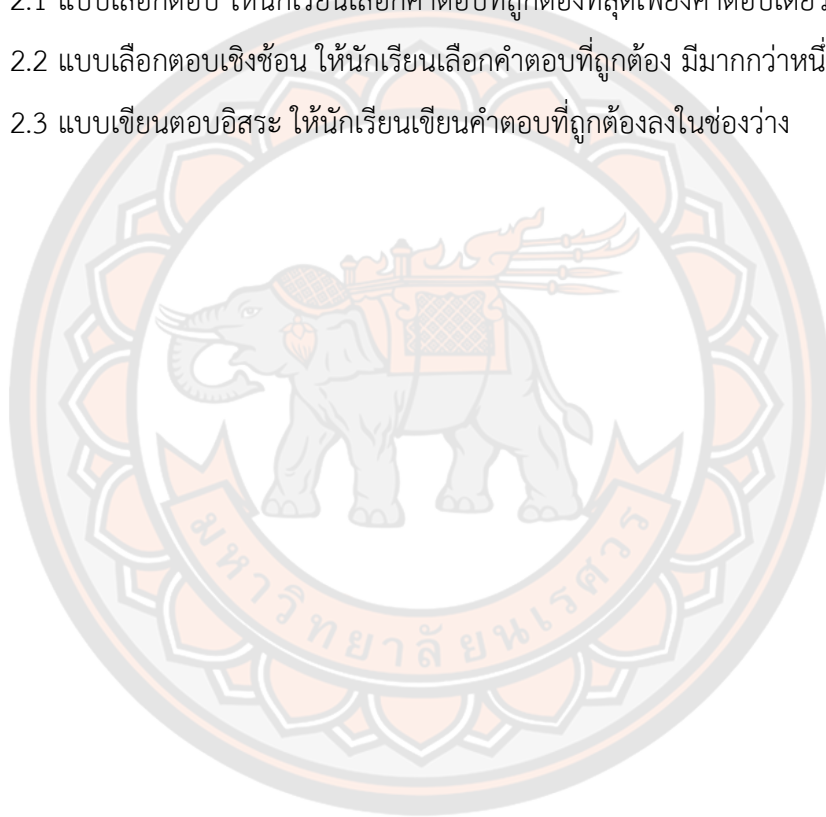 2.1 แบบเลือกตอบ ให้นักเรียนเลือกคำตอบที่ถูกต้องที่สุดเพียงคำตอบเดียว
2.2 แบบเลือกตอบเชิงซ้อน ให้นักเรียนเลือกคำตอบที่ถูกต้อง มีมากกว่าหนึ่
2.3 แบบเขียนตอบอิสระ ให้นักเรียนเขียนคำตอบที่ถูกต้องลงในช่องว่าง
มหาวิทยาลัยนเรศวร